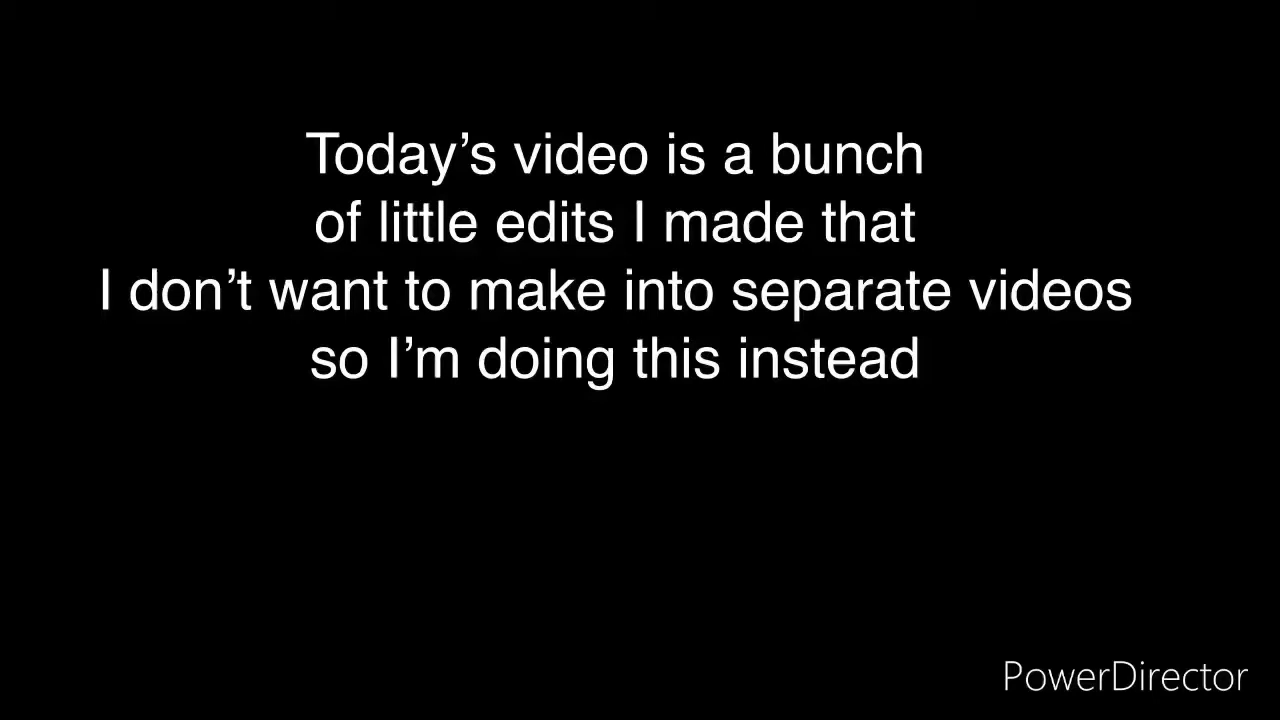 Today’s video is a bunch
of little edits I made that
I don’t want to make into separate videos
so I’m doing this instead
PowerDirector